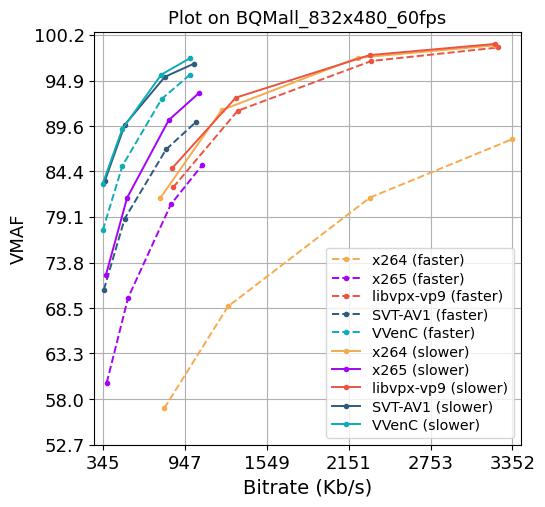 Plot on BQMall_832x480_60fps
100.2
94.9
89.6
84.4
79.1
73.8
68.5
63.3
58.0
52.7
VMAF
x264 (faster)
x265 (faster)
libvpx-vp9 (faster)
SVT-AV1 (faster)
VVenC (faster)
x264 (slower)
x265 (slower)
libvpx-vp9 (slower)
SVT-AV1 (slower)
VVenC (slower)
345 947 1549 2151 2753 3352
Bitrate (Kb/s)